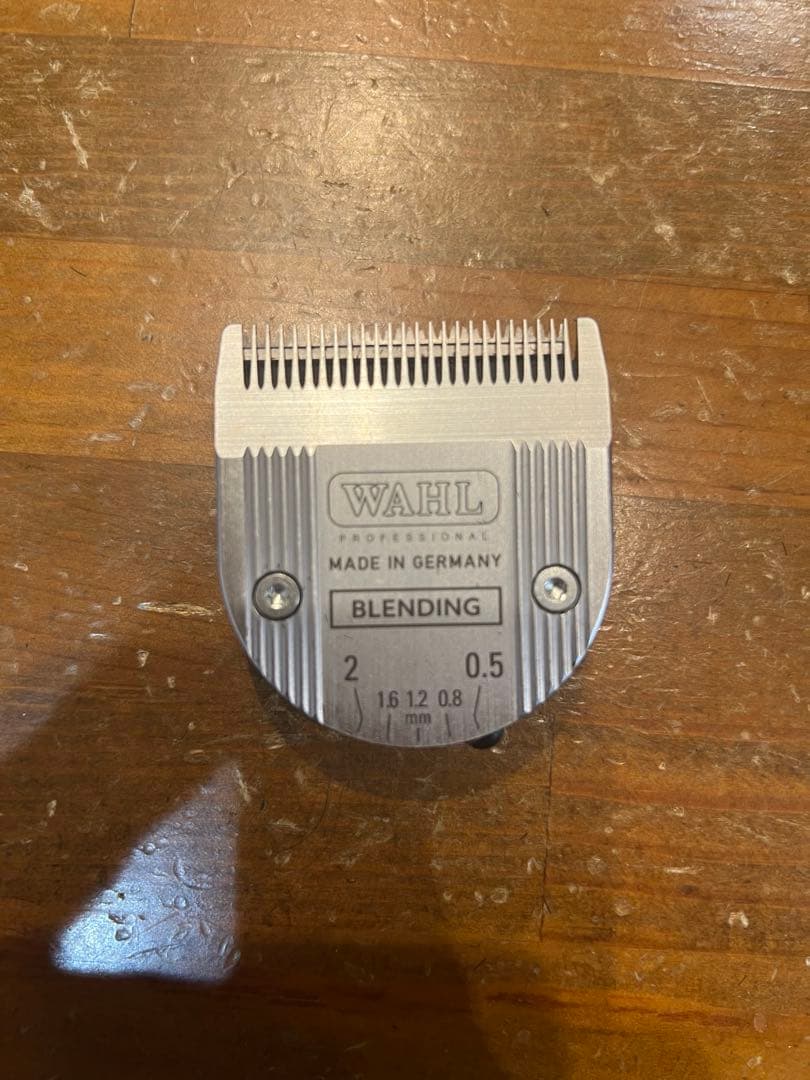 WAHL
PROFESSIONAL
MADE IN GERMANY
BLENDING
2 0.5
1.6 1.2 0.8
mm